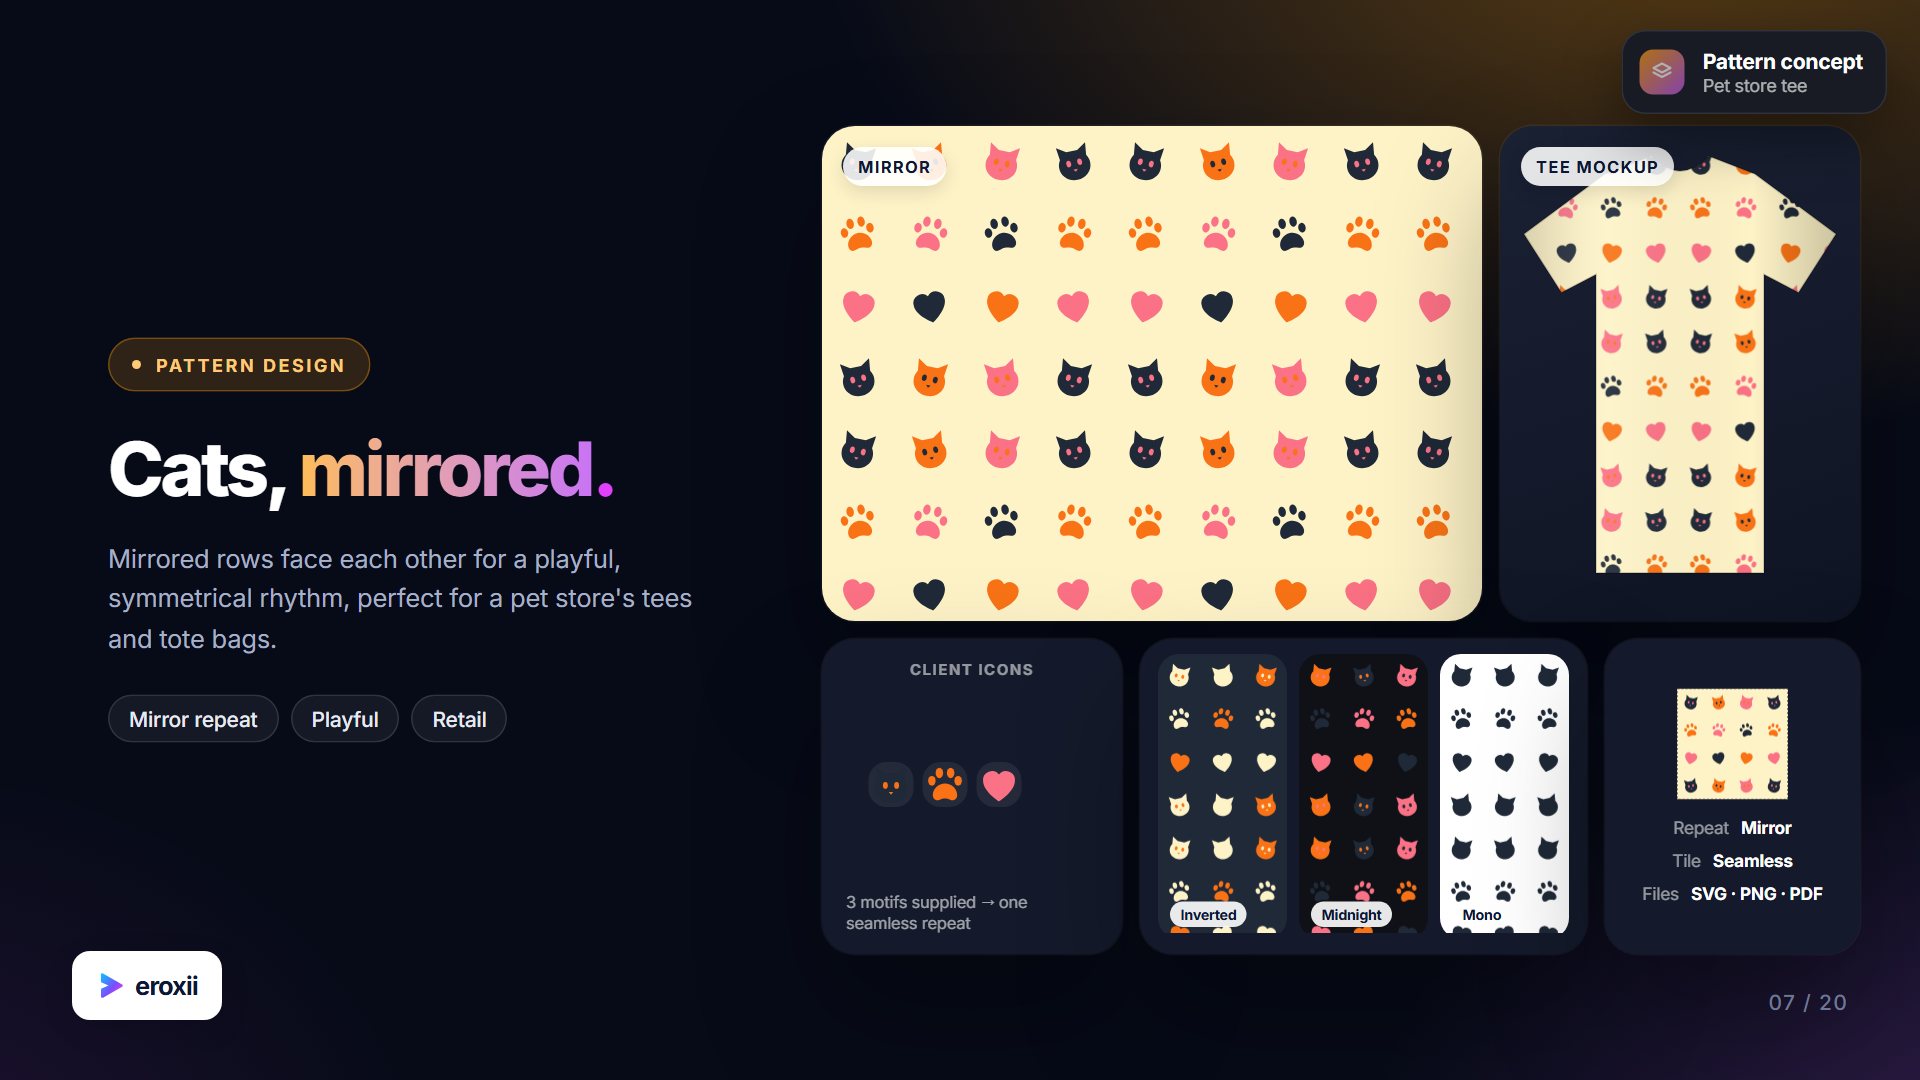 Pattern concept
Pet store tee
MIRROR
TEE MOCKUP
PATTERN DESIGN
Cats, mirrored.
Mirrored rows face each other for a playful,
symmetrical rhythm, perfect for a pet store's tees
and tote bags.
Mirror repeat
Playful
Retail
CLIENT ICONS
3 motifs supplied → one
seamless repeat
Inverted
Midnight
Mono
Repeat Mirror
Tile Seamless
Files SVG · PNG · PDF
eroxii
07 / 20